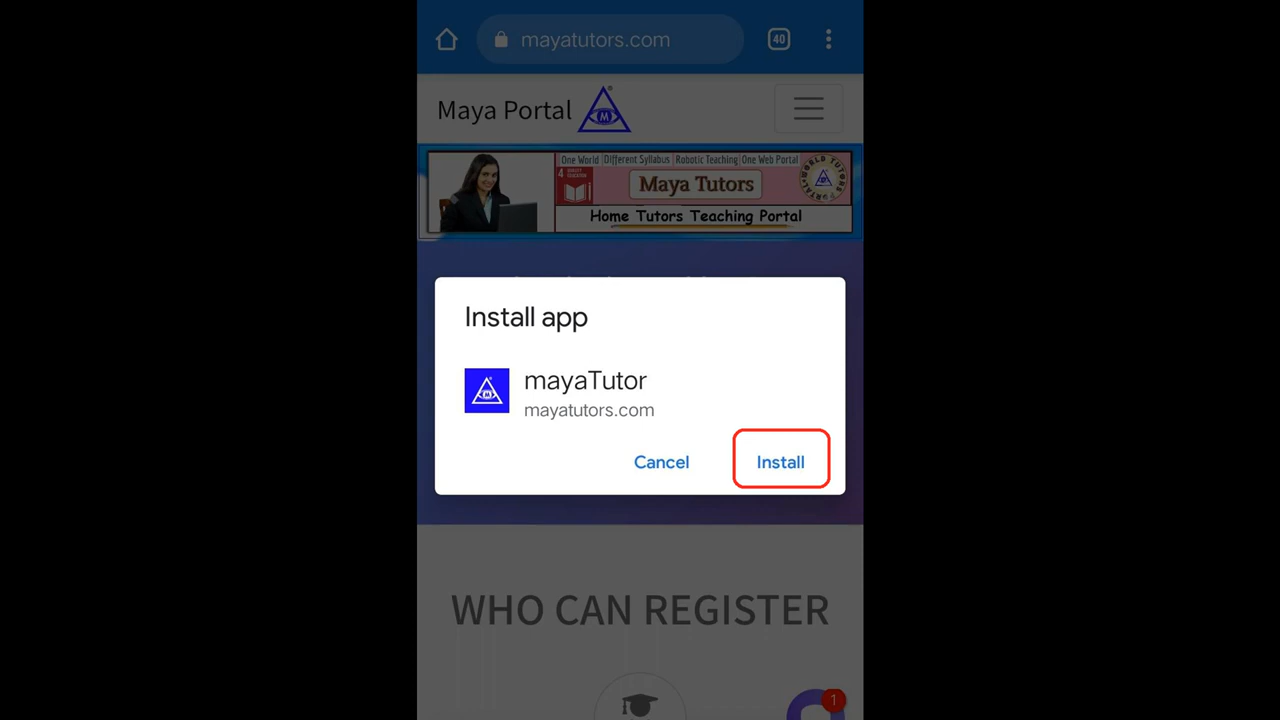 mayatutors.com
40
Maya Portal
M
One World Different Syllabus Robotic Teaching One Web Portal
4
Maya Tutors
Home Tutors Teaching Portal
Install app
M
mayaTutor
mayatutors.com
Cancel Install
WHO CAN REGISTER
1